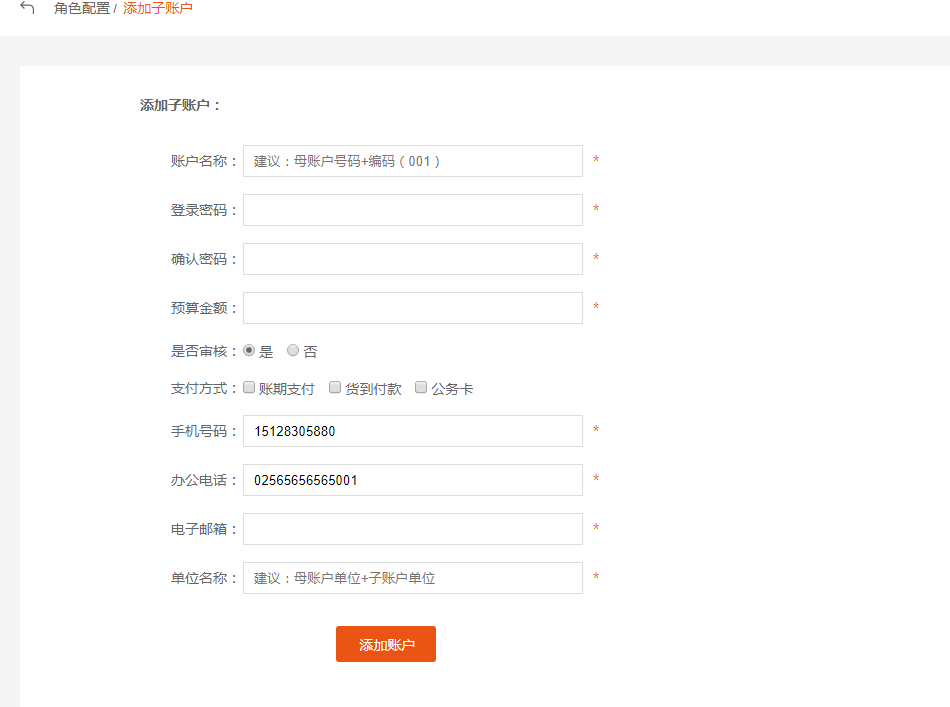 角色配置 / 添加子账户
添加子账户：
账户名称： 建议：母账户号码+编码（001） *
登录密码： *
确认密码： *
预算金额： *
是否审核： 是 否
支付方式： 账期支付 货到付款 公务卡
手机号码： 15128305880 *
办公电话： 02565656565001 *
电子邮箱： *
单位名称： 建议：母账户单位+子账户单位 *
添加账户